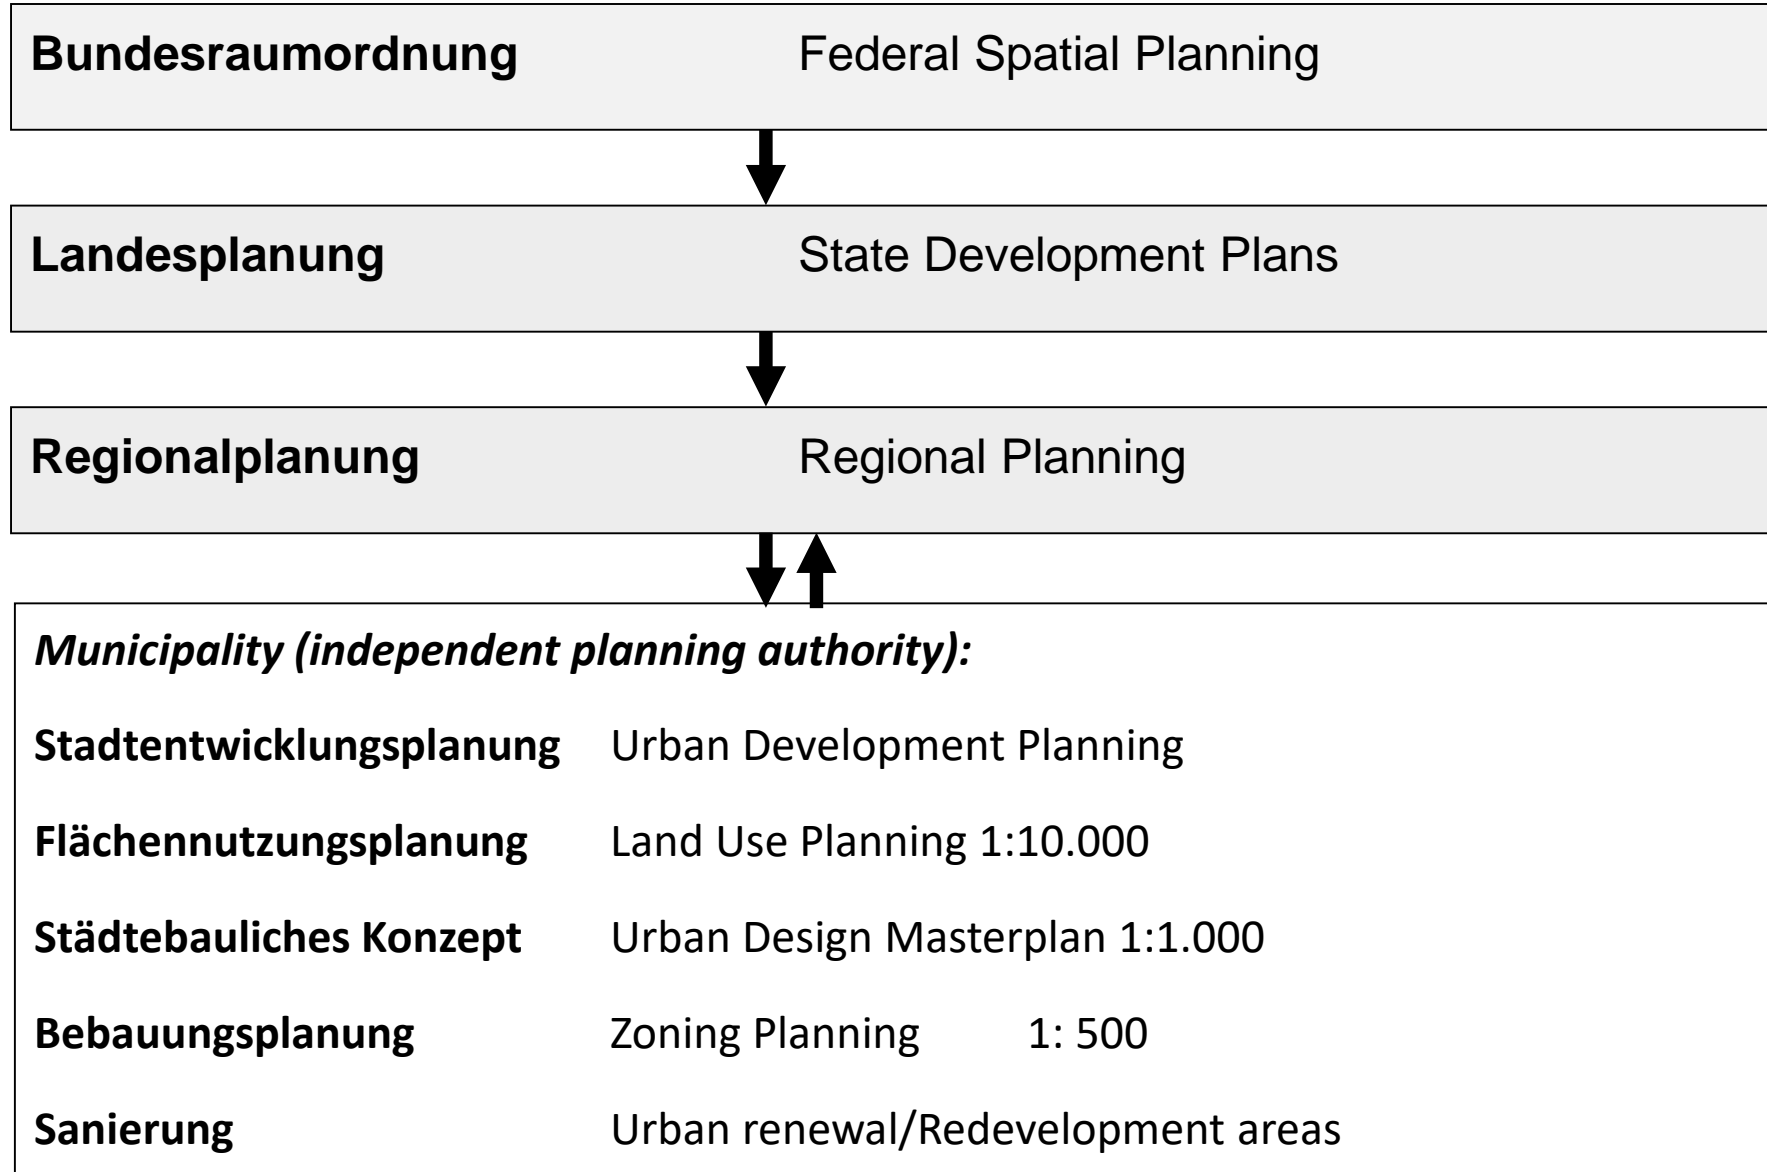 Bundesraumordnung Federal Spatial Planning
Landesplanung State Development Plans
Regionalplanung Regional Planning
Municipality (independent planning authority):
Stadtentwicklungsplanung Urban Development Planning
Flächennutzungsplanung Land Use Planning 1:10.000
Städtebauliches Konzept Urban Design Masterplan 1:1.000
Bebauungsplanung Zoning Planning 1: 500
Sanierung Urban renewal/Redevelopment areas